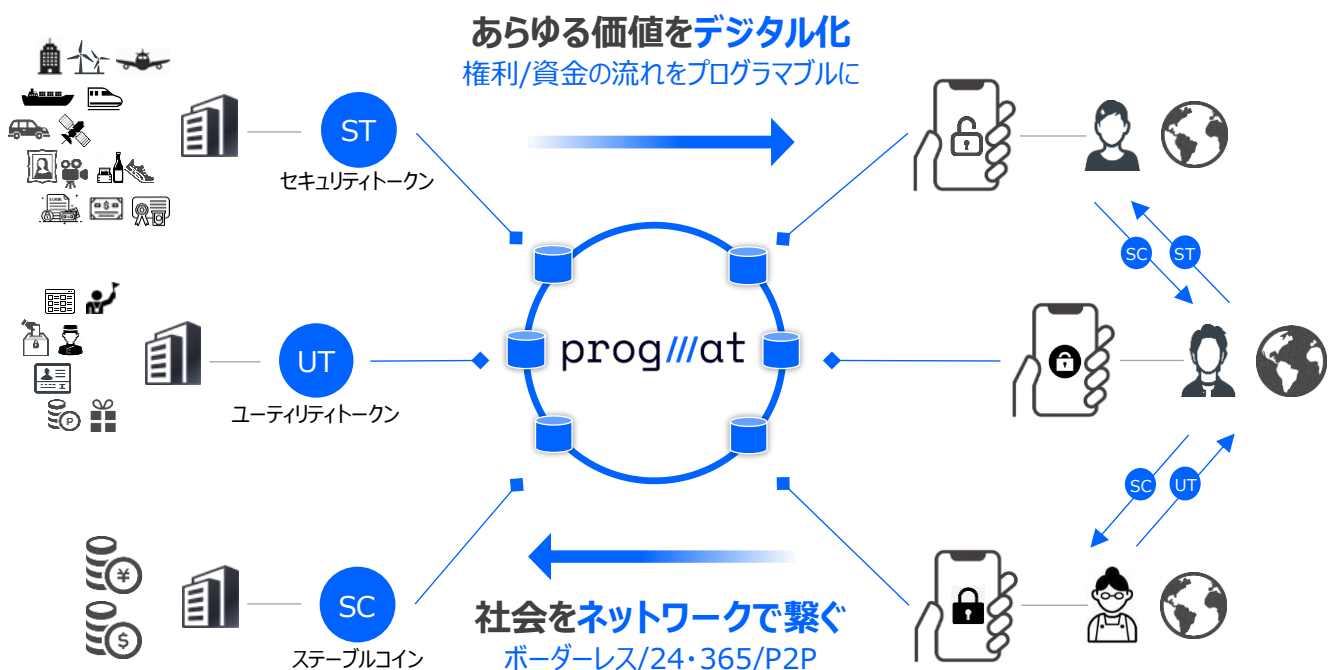 あらゆる価値をデジタル化
権利/資金の流れをプログラマブルに
ST
セキュリティトークン
SC
ST
UT
ユーティリティトークン
P
progmat
¥
$
SC
ステーブルコイン
SC
UT
社会をネットワークで繋ぐ
ボーダーレス/24・365/P2P